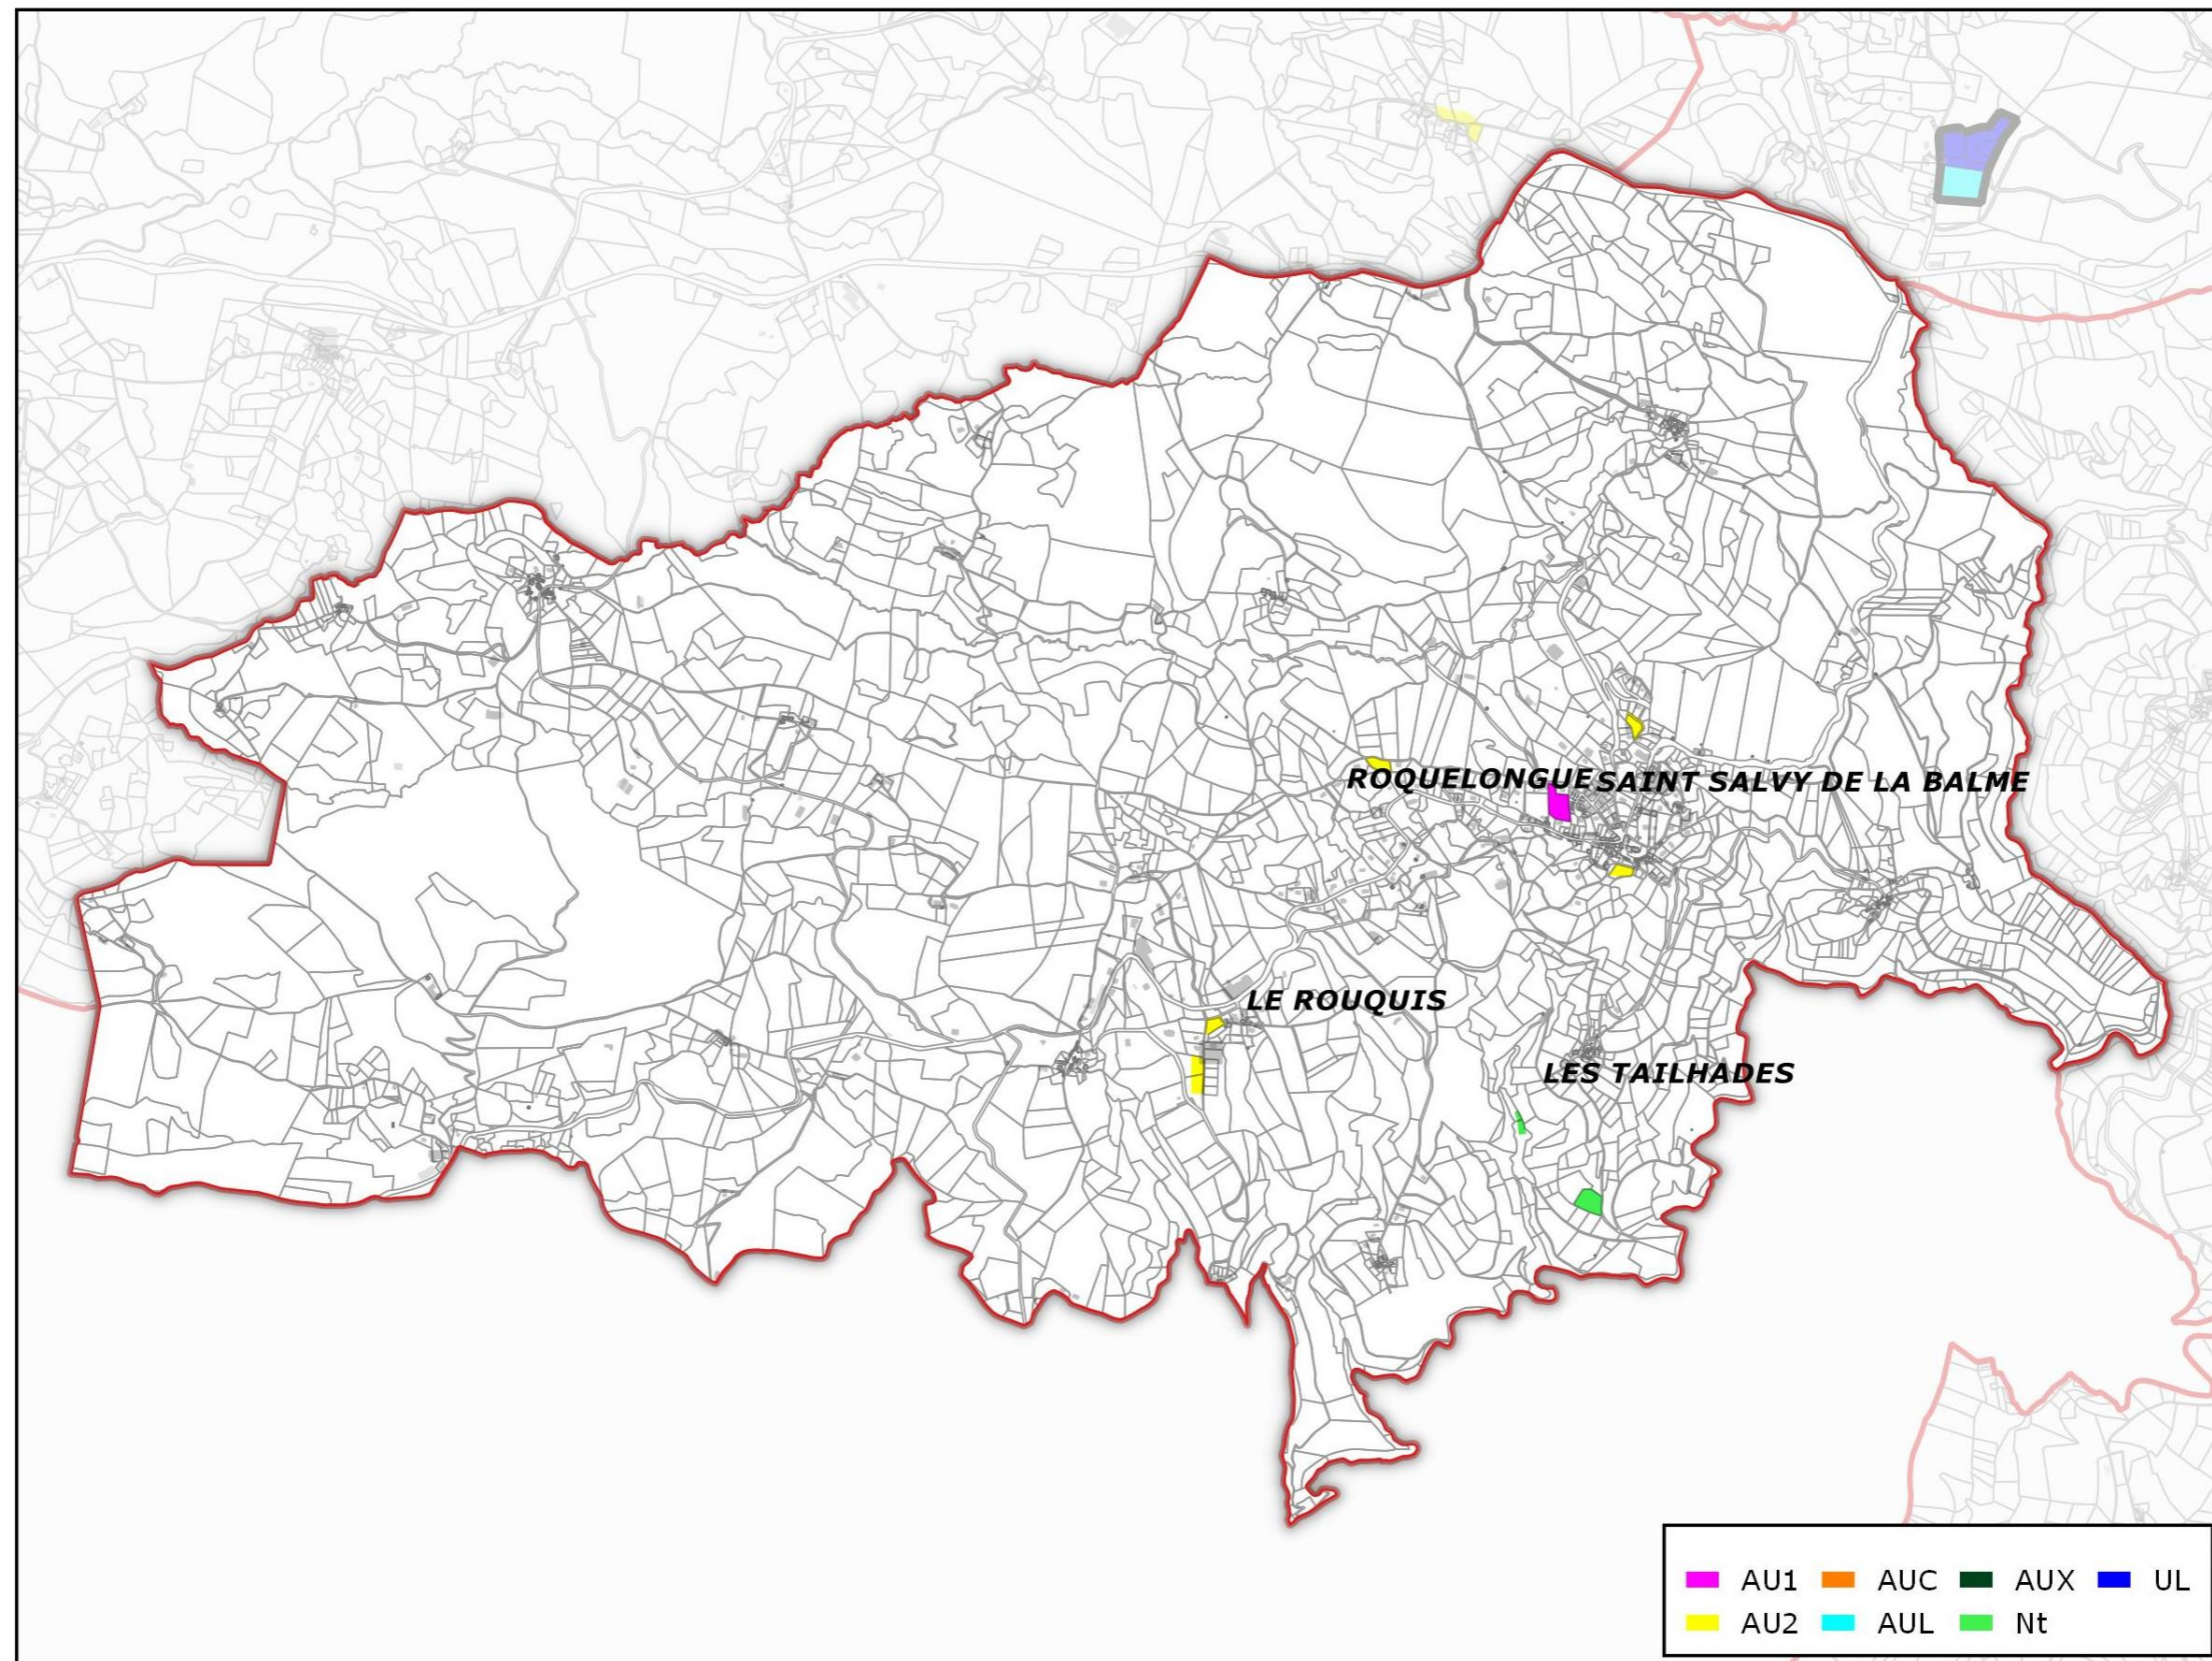 ROQUELONGUE SAINT SALVY DE LA BALME
LE ROUQUIS
LES TAILHADES
AU1 AUC AUX UL
AU2 AUL Nt